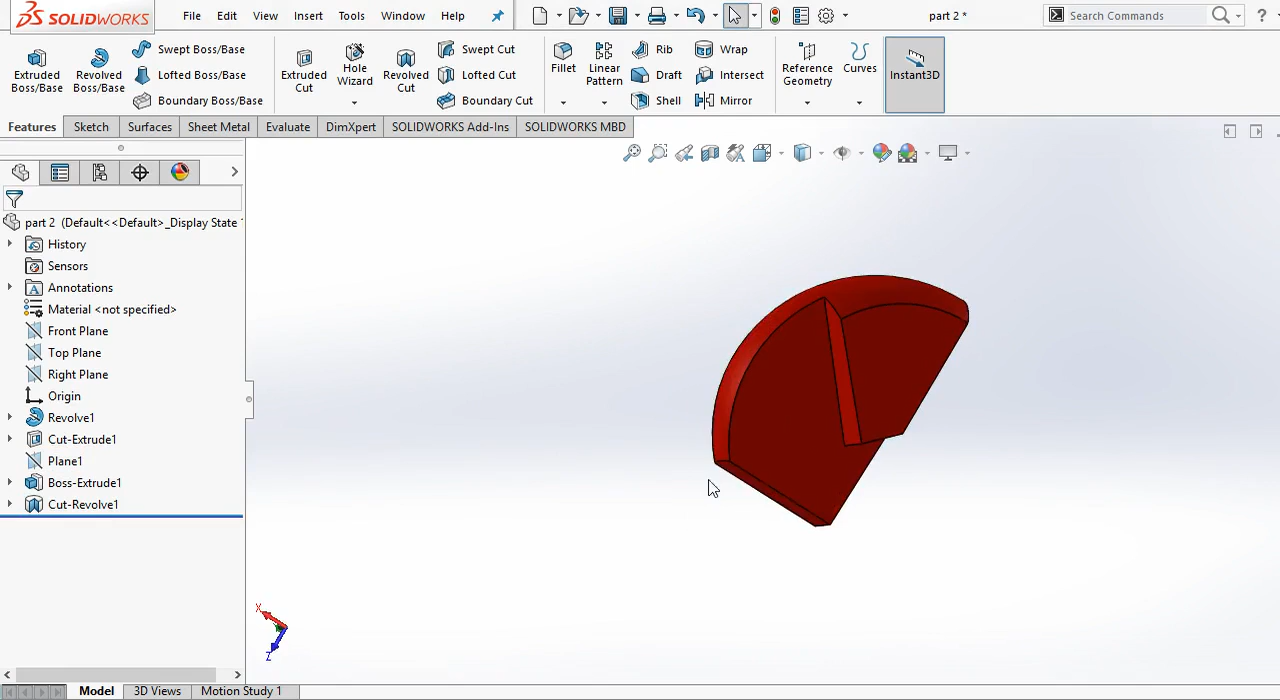 SOLIDWORKS File Edit View Insert Tools Window Help part 2 * Search Commands ?
Extruded Boss/Base
Revolved Boss/Base
Swept Boss/Base
Lofted Boss/Base
Boundary Boss/Base
Extruded Cut
Hole Wizard
Revolved Cut
Swept Cut
Lofted Cut
Boundary Cut
Fillet
Linear Pattern
Rib
Draft
Shell
Wrap
Intersect
Mirror
Reference Geometry
Curves
Instant3D
Features Sketch Surfaces Sheet Metal Evaluate DimXpert SOLIDWORKS Add-Ins SOLIDWORKS MBD
part 2 (Default<<Default>_Display State
History
Sensors
Annotations
Material <not specified>
Front Plane
Top Plane
Right Plane
Origin
Revolve1
Cut-Extrude1
Plane1
Boss-Extrude1
Cut-Revolve1
X
Z
Model 3D Views Motion Study 1